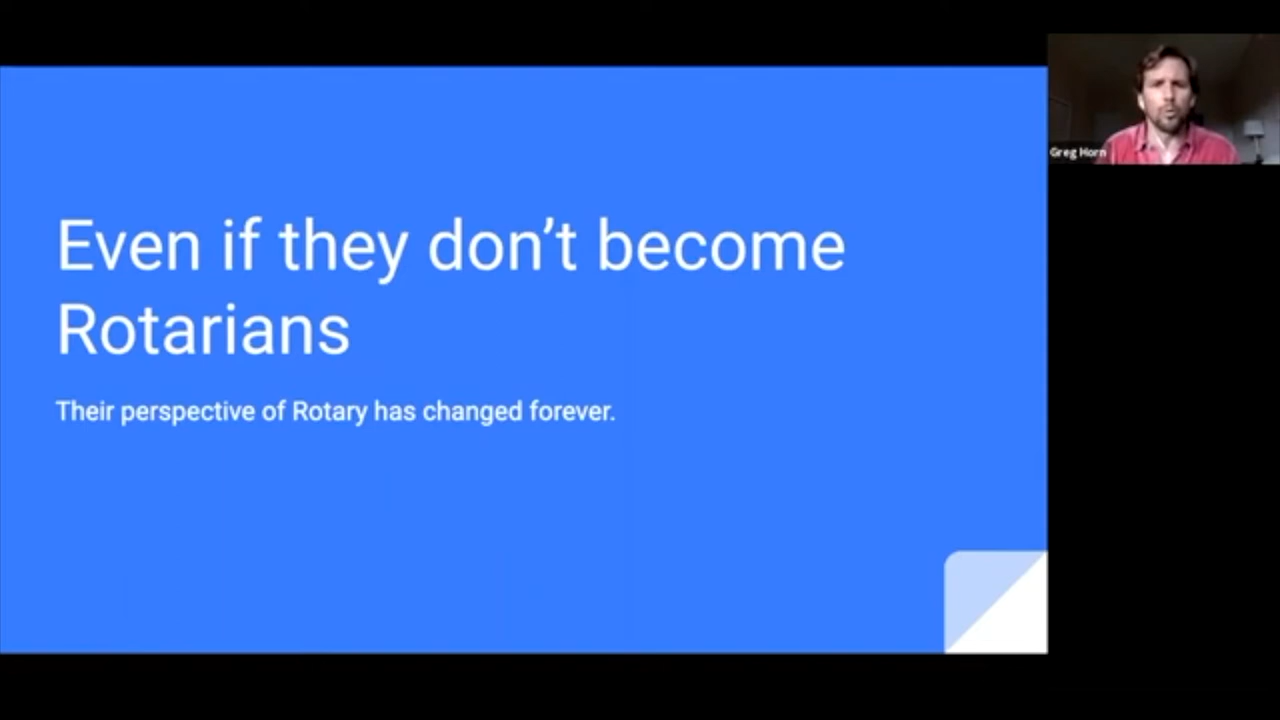 Even if they don’t become
Rotarians
Their perspective of Rotary has changed forever.
Greg Horn